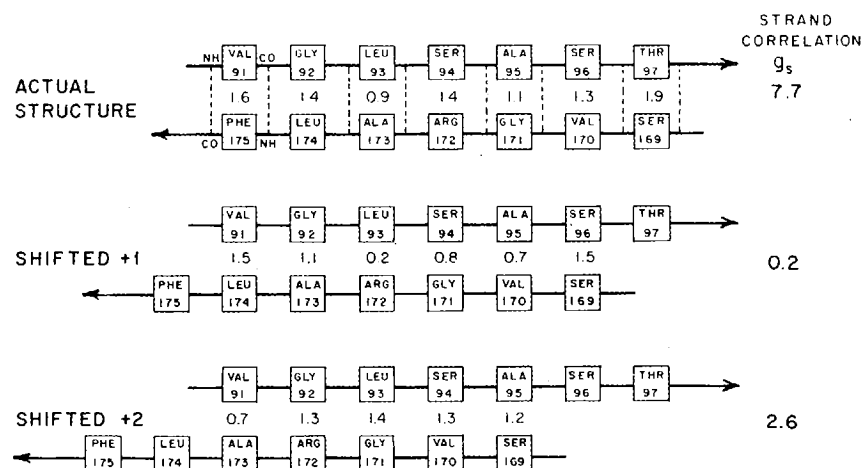 STRAND
CORRELATION
gs
NH VAL CO GLY LEU SER ALA SER THR
91 92 93 94 95 96 97
ACTUAL
STRUCTURE
1.6 1.4 0.9 1.4 1.1 1.3 1.9 7.7
PHE LEU ALA ARG GLY VAL SER
CO 175 NH 174 173 172 171 170 169
VAL GLY LEU SER ALA SER THR
91 92 93 94 95 96 97
SHIFTED +1 1.5 1.1 0.2 0.8 0.7 1.5 0.2
PHE LEU ALA ARG GLY VAL SER
175 174 173 172 171 170 169
VAL GLY LEU SER ALA SER THR
91 92 93 94 95 96 97
SHIFTED +2 0.7 1.3 1.4 1.3 1.2 2.6
PHE LEU ALA ARG GLY VAL SER
175 174 173 172 171 170 169